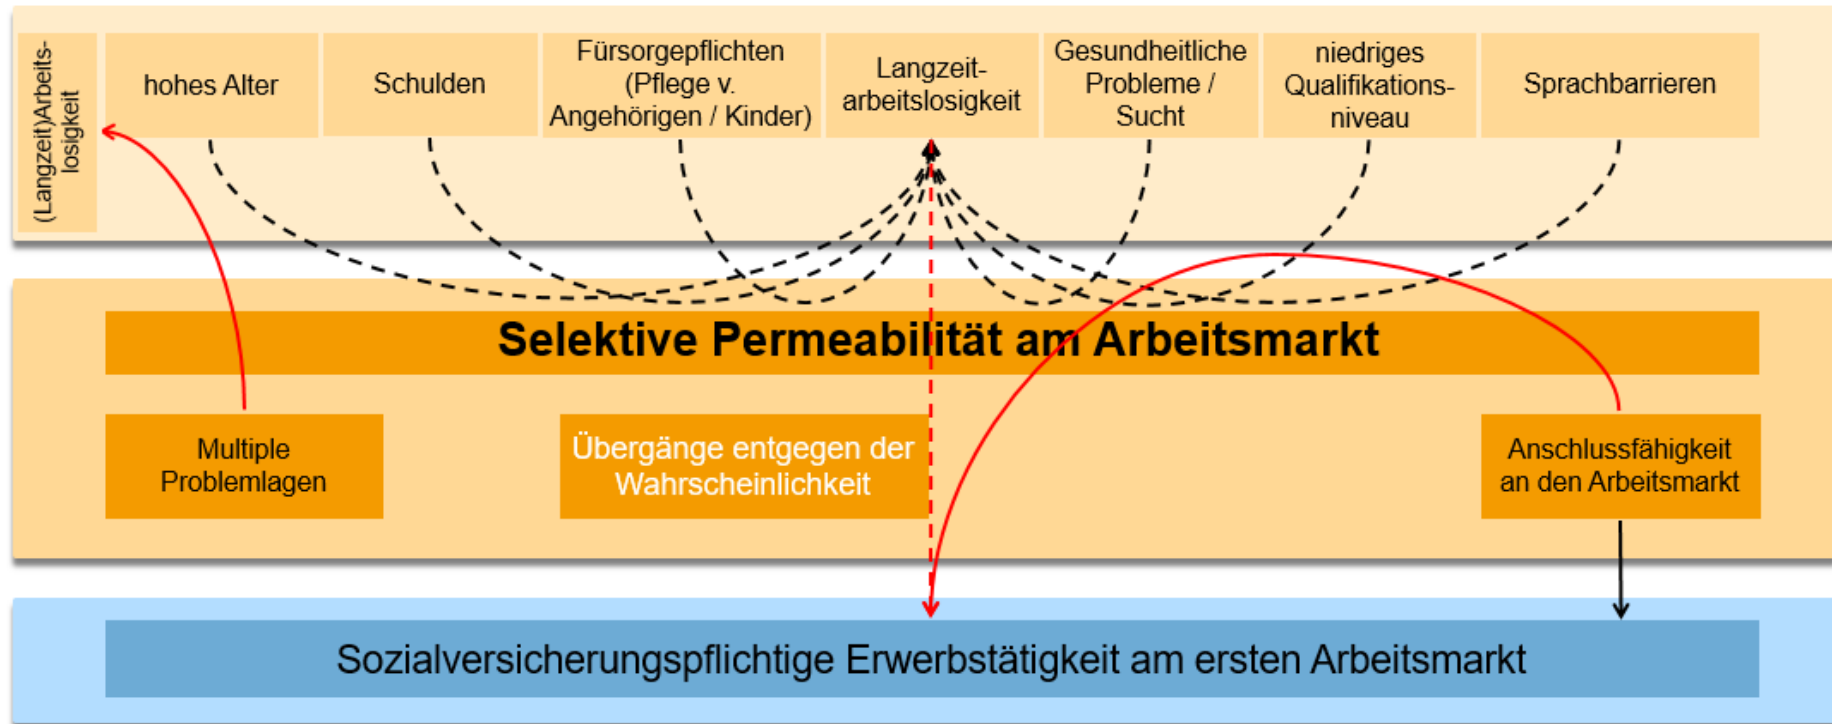 (Langzeit)Arbeits-
losigkeit
hohes Alter
Schulden
Fürsorgepflichten
(Pflege v.
Angehörigen / Kinder)
Langzeit-
arbeitslosigkeit
Gesundheitliche
Probleme /
Sucht
niedriges
Qualifikations-
niveau
Sprachbarrieren
Selektive Permeabilität am Arbeitsmarkt
Multiple
Problemlagen
Übergänge entgegen der
Wahrscheinlichkeit
Anschlussfähigkeit
an den Arbeitsmarkt
Sozialversicherungspflichtige Erwerbstätigkeit am ersten Arbeitsmarkt